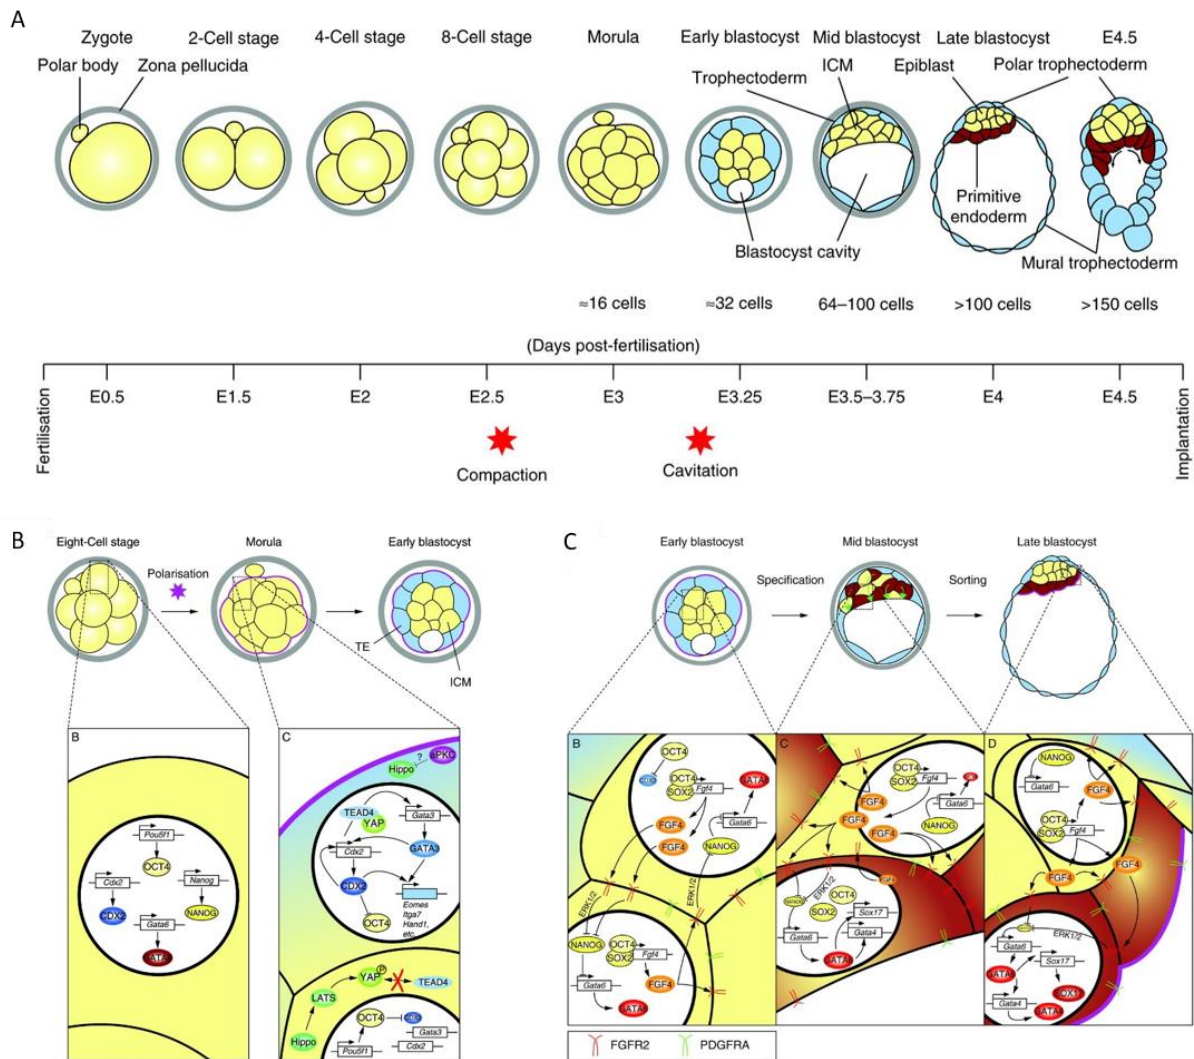 A
Zygote
2-Cell stage
4-Cell stage
8-Cell stage
Morula
Early blastocyst
Mid blastocyst
Late blastocyst
E4.5
Polar body
Zona pellucida
Trophectoderm
ICM
Epiblast
Polar trophectoderm
Primitive
endoderm
Blastocyst cavity
Mural trophectoderm
≈16 cells
≈32 cells
64–100 cells
>100 cells
>150 cells
(Days post-fertilisation)
Fertilisation
E0.5
E1.5
E2
E2.5
E3
E3.25
E3.5–3.75
E4
E4.5
Implantation
Compaction
Cavitation
B
Eight-Cell stage
Morula
Early blastocyst
Polarisation
TE
ICM
B
Pou5f1
OCT4
Cdx2
Nanog
CDX2
NANOG
Gata6
C
?
aPKC
Hippo
TEAD4
YAP
Gata3
Cdx2
GATA3
CDX2
OCT4
Eomes
Itga7
Hand1,
etc.
YAP
P
TEAD4
LATS
Hippo
OCT4
Pou5f1
Gata3
Cdx2
C
Early blastocyst
Mid blastocyst
Late blastocyst
Specification
Sorting
B
OCT4
OCT4
SOX2
Fgf4
FGF4
FGF4
Gata6
NANOG
ERK1/2
ERK1/2
NANOG
OCT4
SOX2
Fgf4
Gata6
FGF4
C
OCT4
SOX2
Fgf4
FGF4
FGF4
FGF4
Gata6
NANOG
ERK1/2
OCT4
SOX2
Sox17
Gata4
Gata6
D
NANOG
Gata6
FGF4
OCT4
SOX2
Fgf4
FGF4
FGF4
ERK1/2
Gata6
Sox17
Gata4
FGFR2
PDGFRA